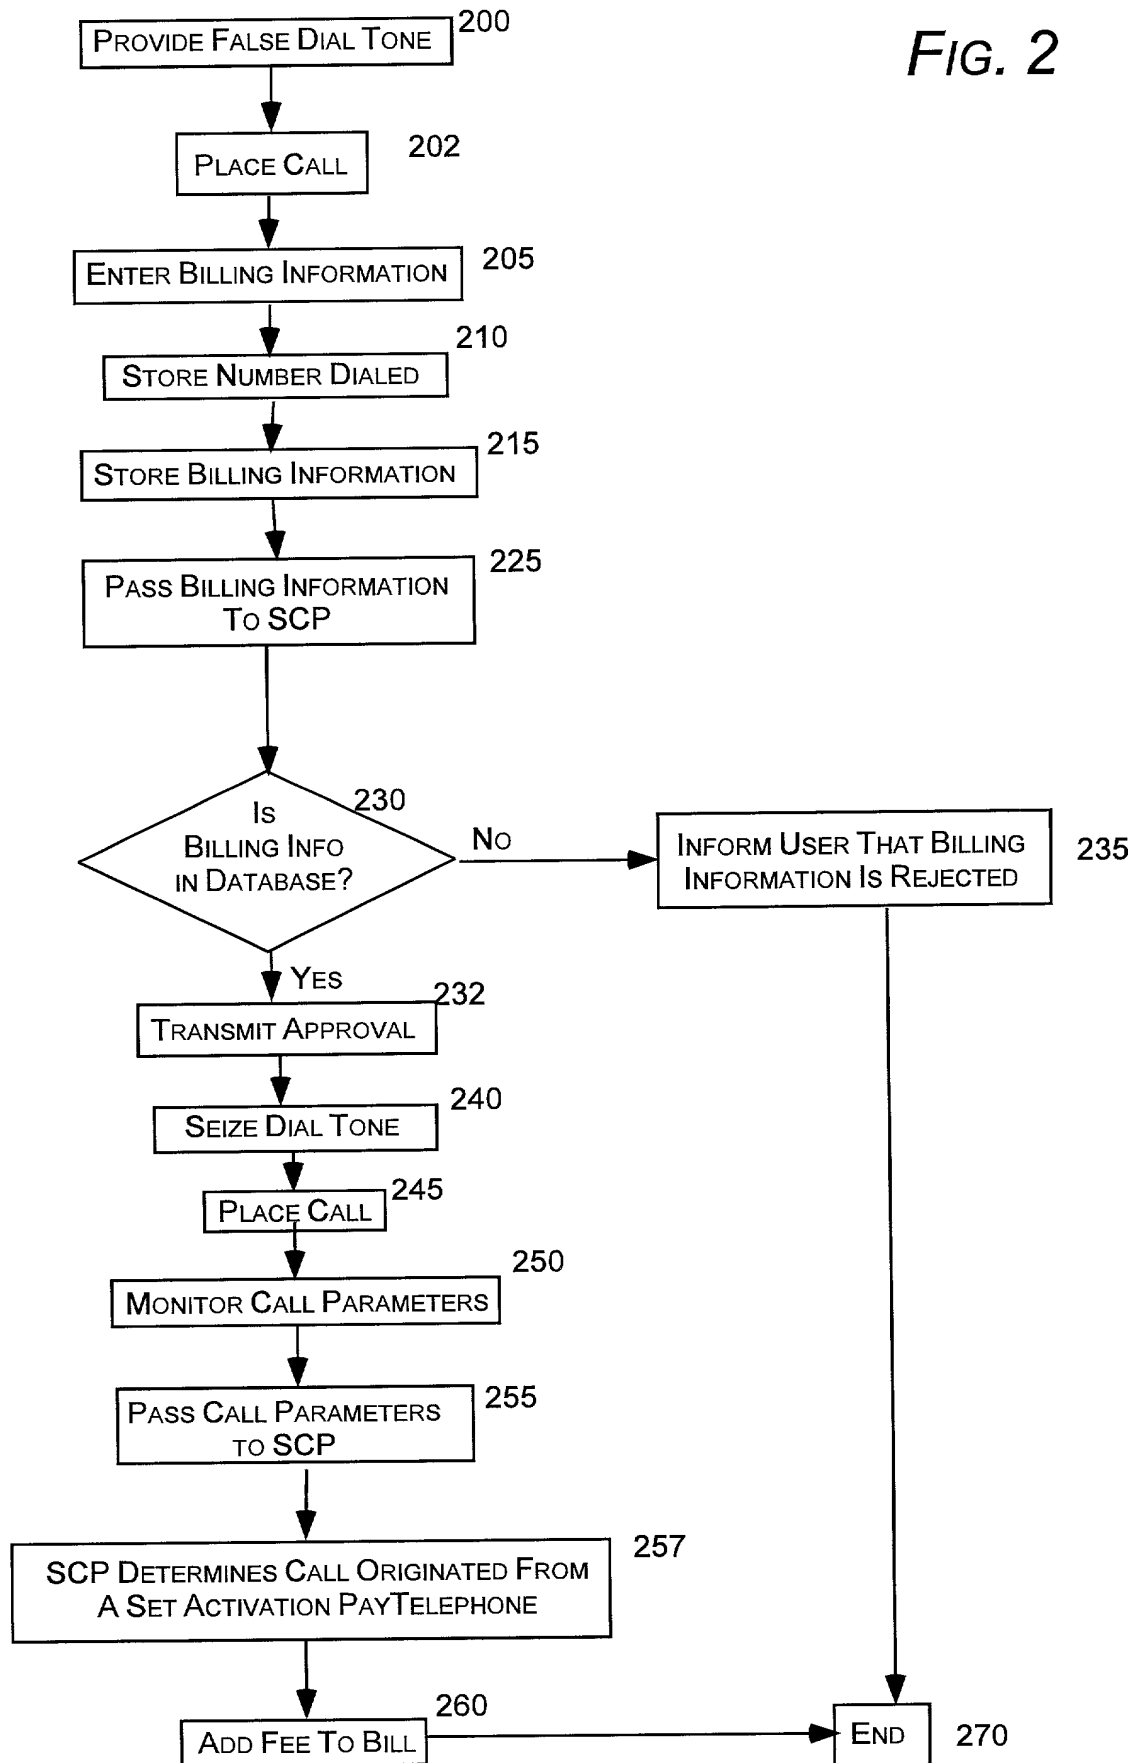 FIG. 2
PROVIDE FALSE DIAL TONE
200
PLACE CALL
202
ENTER BILLING INFORMATION
205
STORE NUMBER DIALED
210
STORE BILLING INFORMATION
215
PASS BILLING INFORMATION
TO SCP
225
IS
BILLING INFO
IN DATABASE?
230
NO
INFORM USER THAT BILLING
INFORMATION IS REJECTED
235
YES
TRANSMIT APPROVAL
232
SEIZE DIAL TONE
240
PLACE CALL
245
MONITOR CALL PARAMETERS
250
PASS CALL PARAMETERS
TO SCP
255
SCP DETERMINES CALL ORIGINATED FROM
A SET ACTIVATION PAYTELEPHONE
257
ADD FEE TO BILL
260
END
270